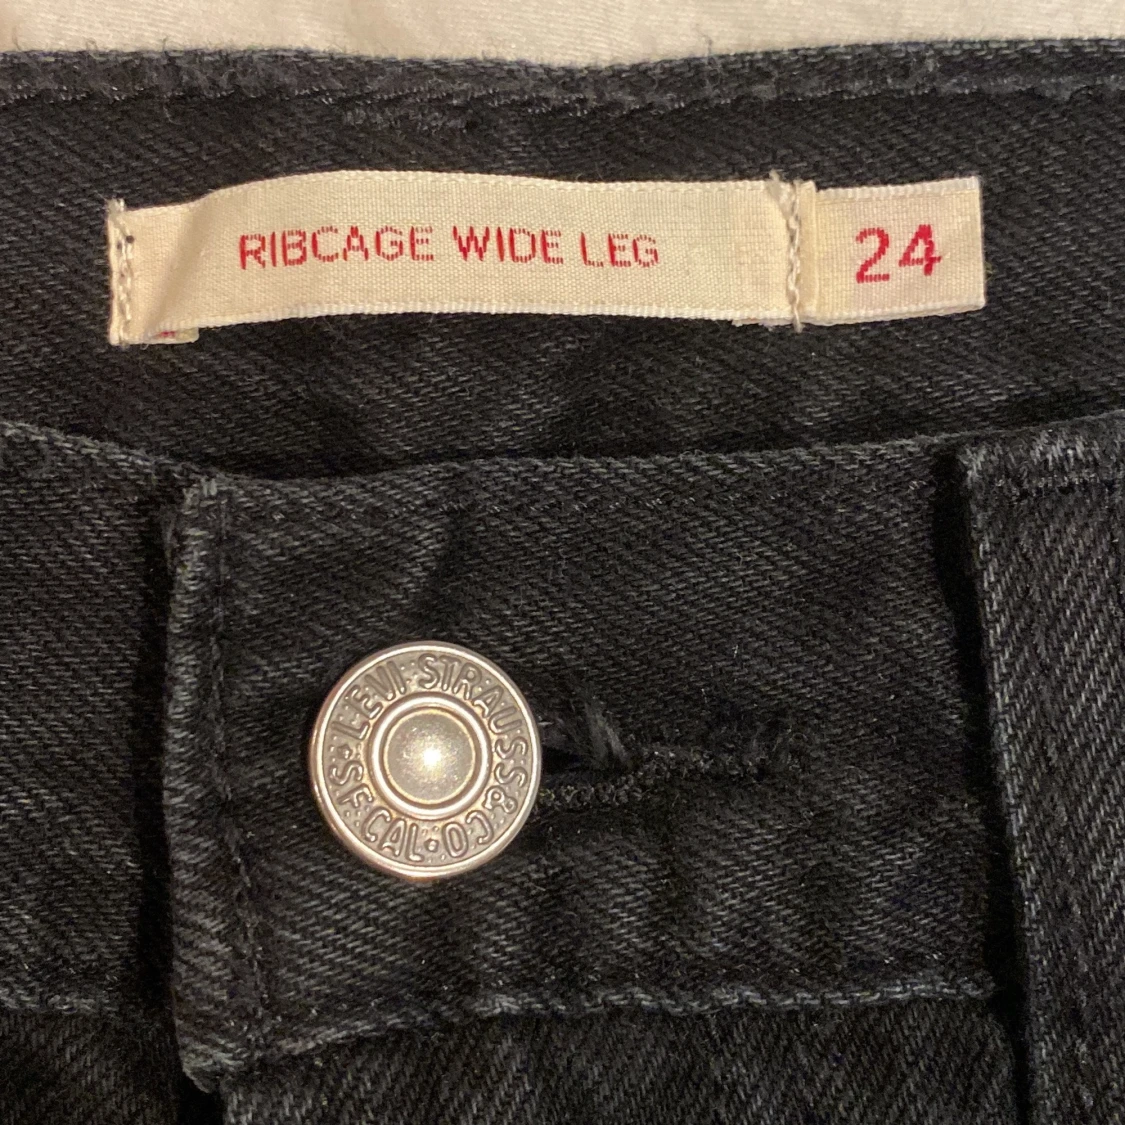 RIBCAGE WIDE LEG 24
LEVI STRAUSS & CO
S.F. CAL